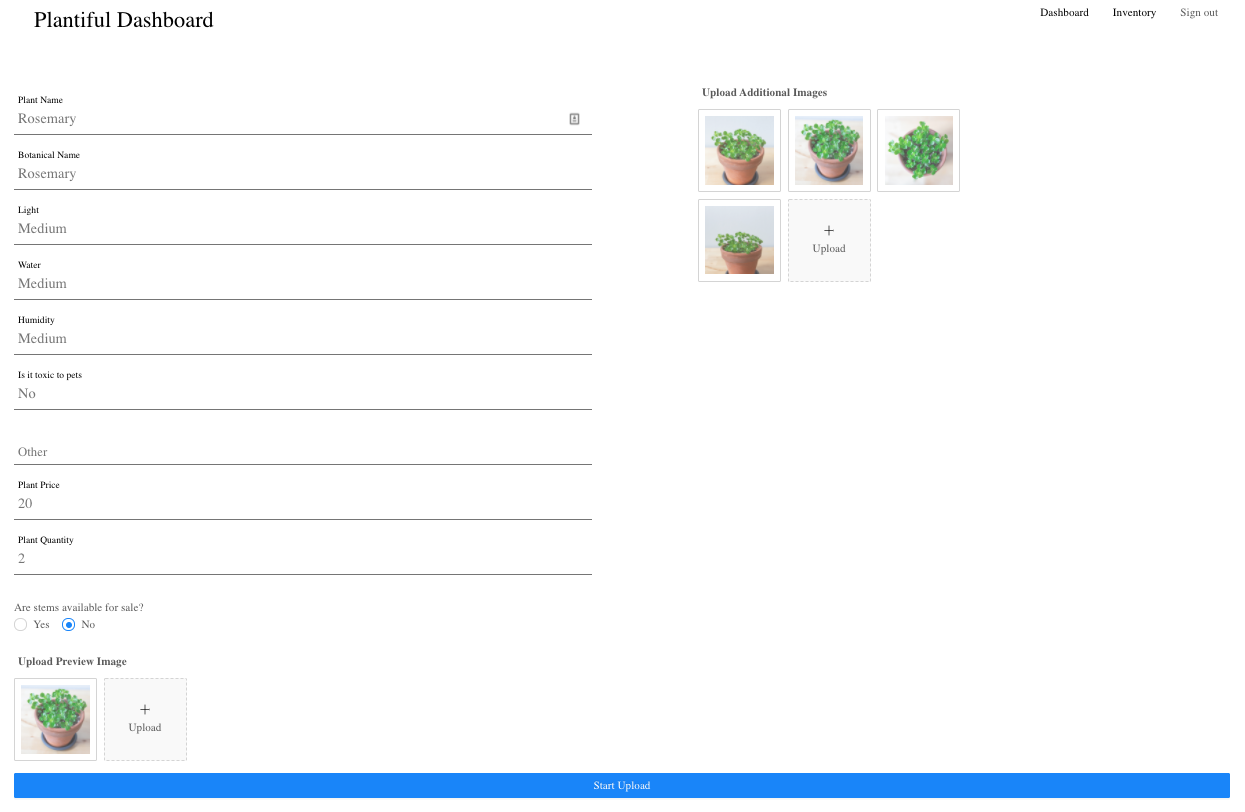 Plantiful Dashboard
Dashboard Inventory Sign out
Plant Name
Rosemary
Botanical Name
Rosemary
Light
Medium
Water
Medium
Humidity
Medium
Is it toxic to pets
No
Other
Plant Price
20
Plant Quantity
2
Are stems available for sale?
Yes No
Upload Preview Image
+
Upload
Upload Additional Images
+
Upload
Start Upload